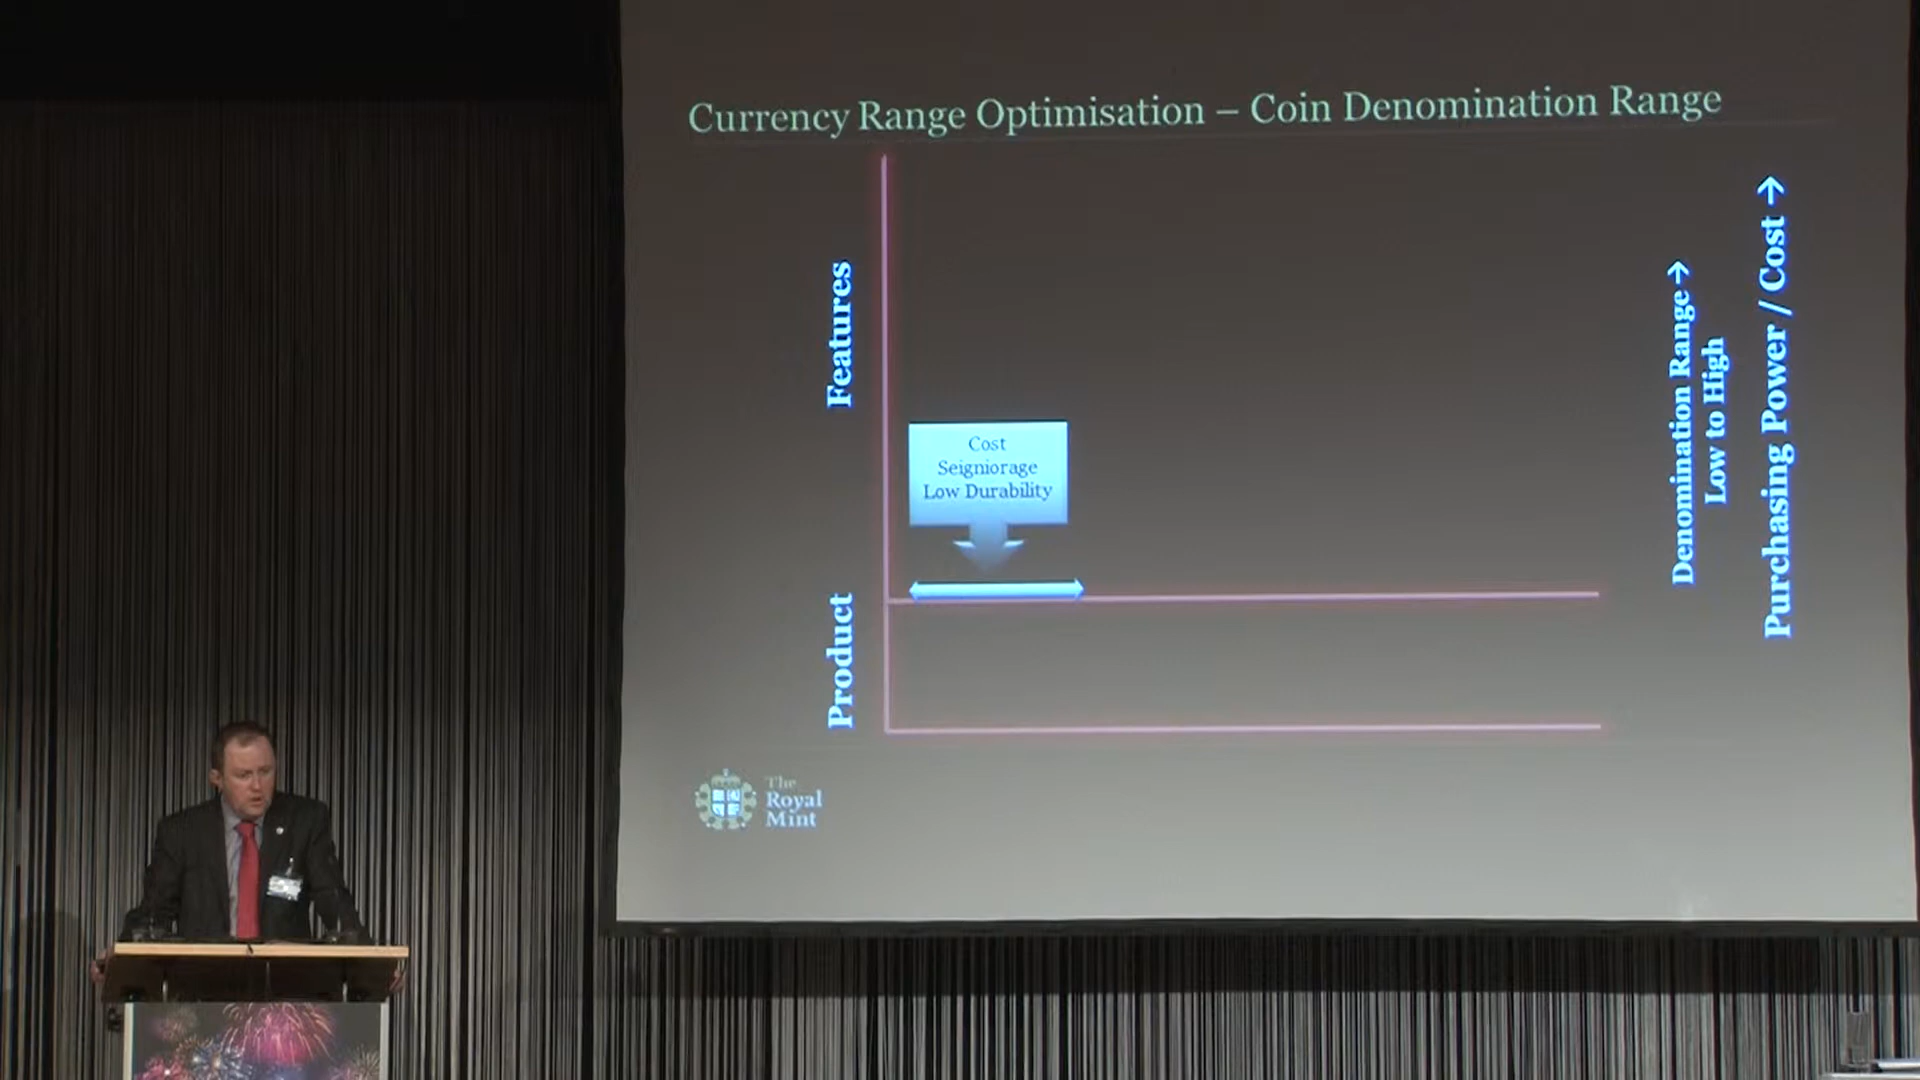 Currency Range Optimisation – Coin Denomination Range
Features
Cost
Seigniorage
Low Durability
Product
Denomination Range →
Low to High
Purchasing Power / Cost →
The
Royal
Mint